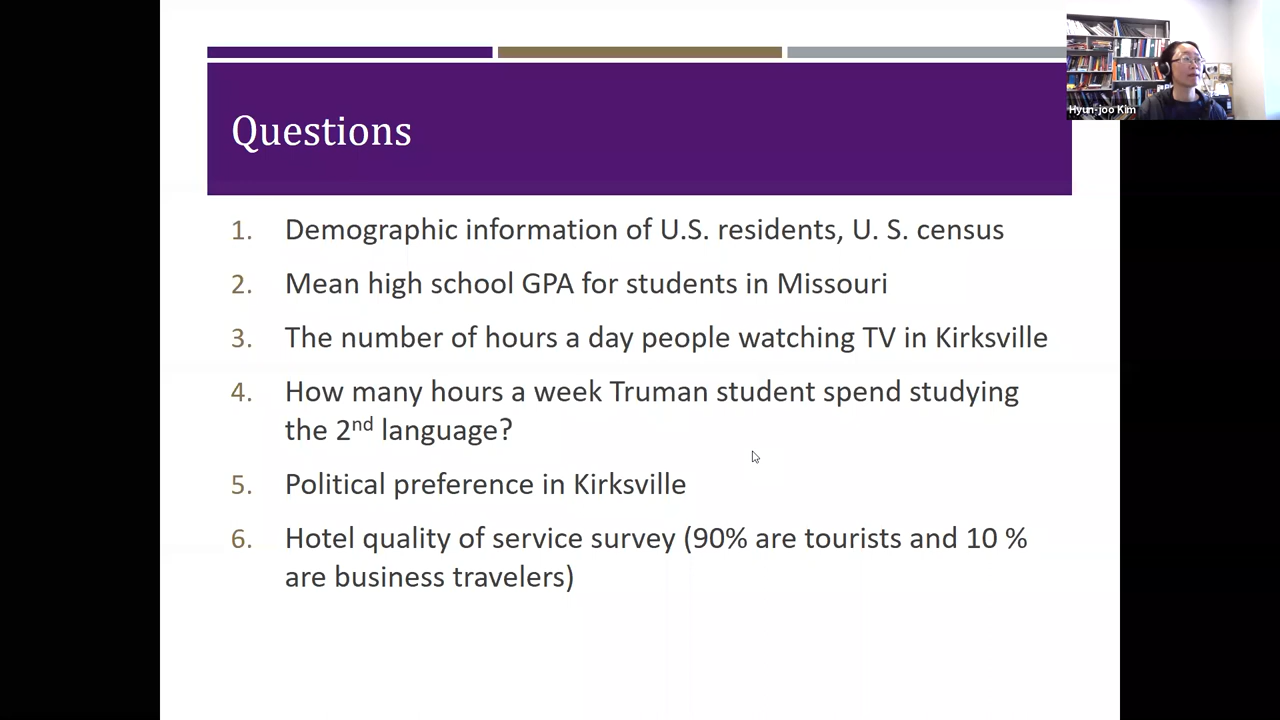 Hyun-joo Kim
Questions
1. Demographic information of U.S. residents, U. S. census
2. Mean high school GPA for students in Missouri
3. The number of hours a day people watching TV in Kirksville
4. How many hours a week Truman student spend studying
the 2nd language?
5. Political preference in Kirksville
6. Hotel quality of service survey (90% are tourists and 10 %
are business travelers)